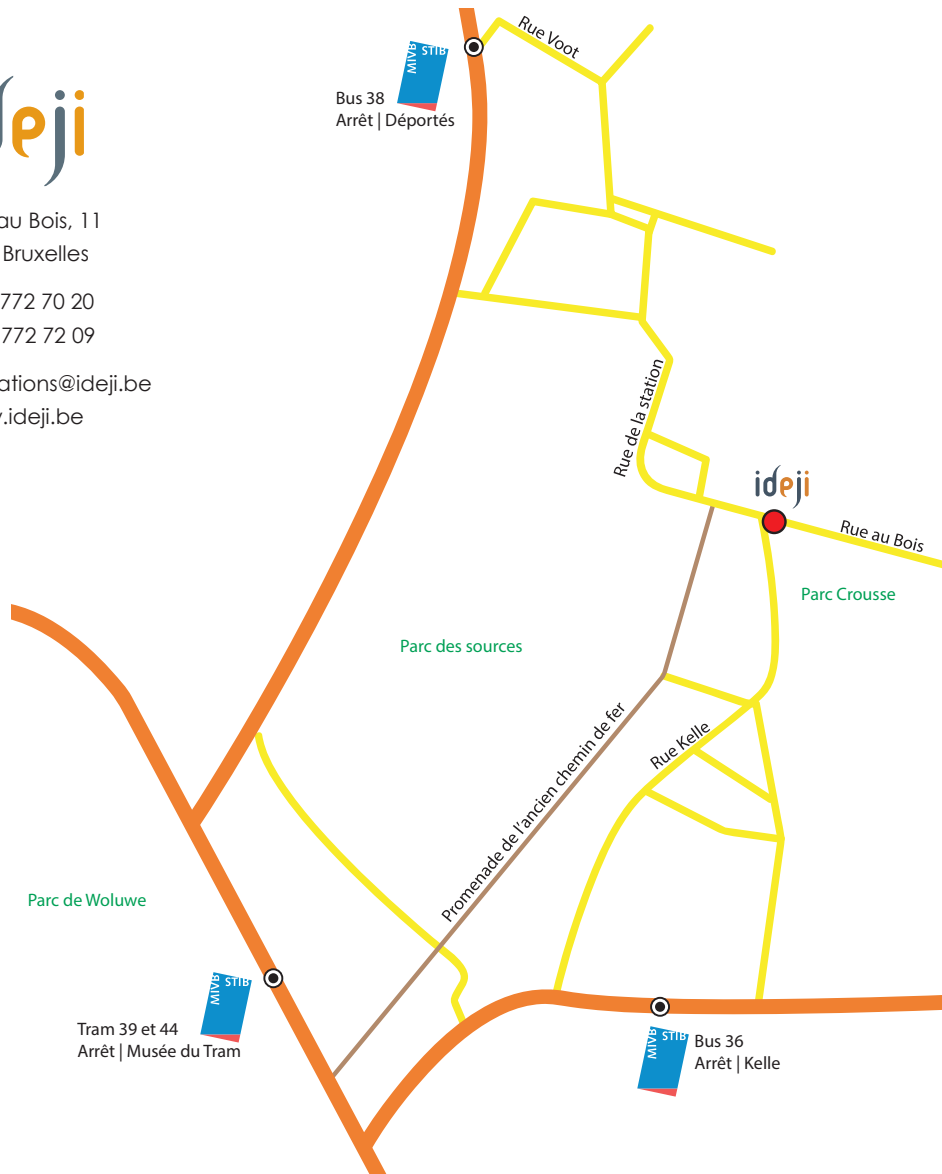 Rue Voot
MIVB
STIB
Bus 38
Arrêt | Déportés
eji
au Bois, 11
Bruxelles
772 70 20
772 72 09
ations@ideji.be
.ideji.be
Rue de la station
ideji
Rue au Bois
Parc Crousse
Parc des sources
Promenade de l'ancien chemin de fer
Rue Kelle
Parc de Woluwe
MIVB
STIB
Tram 39 et 44
Arrêt | Musée du Tram
MIVB
STIB
Bus 36
Arrêt | Kelle